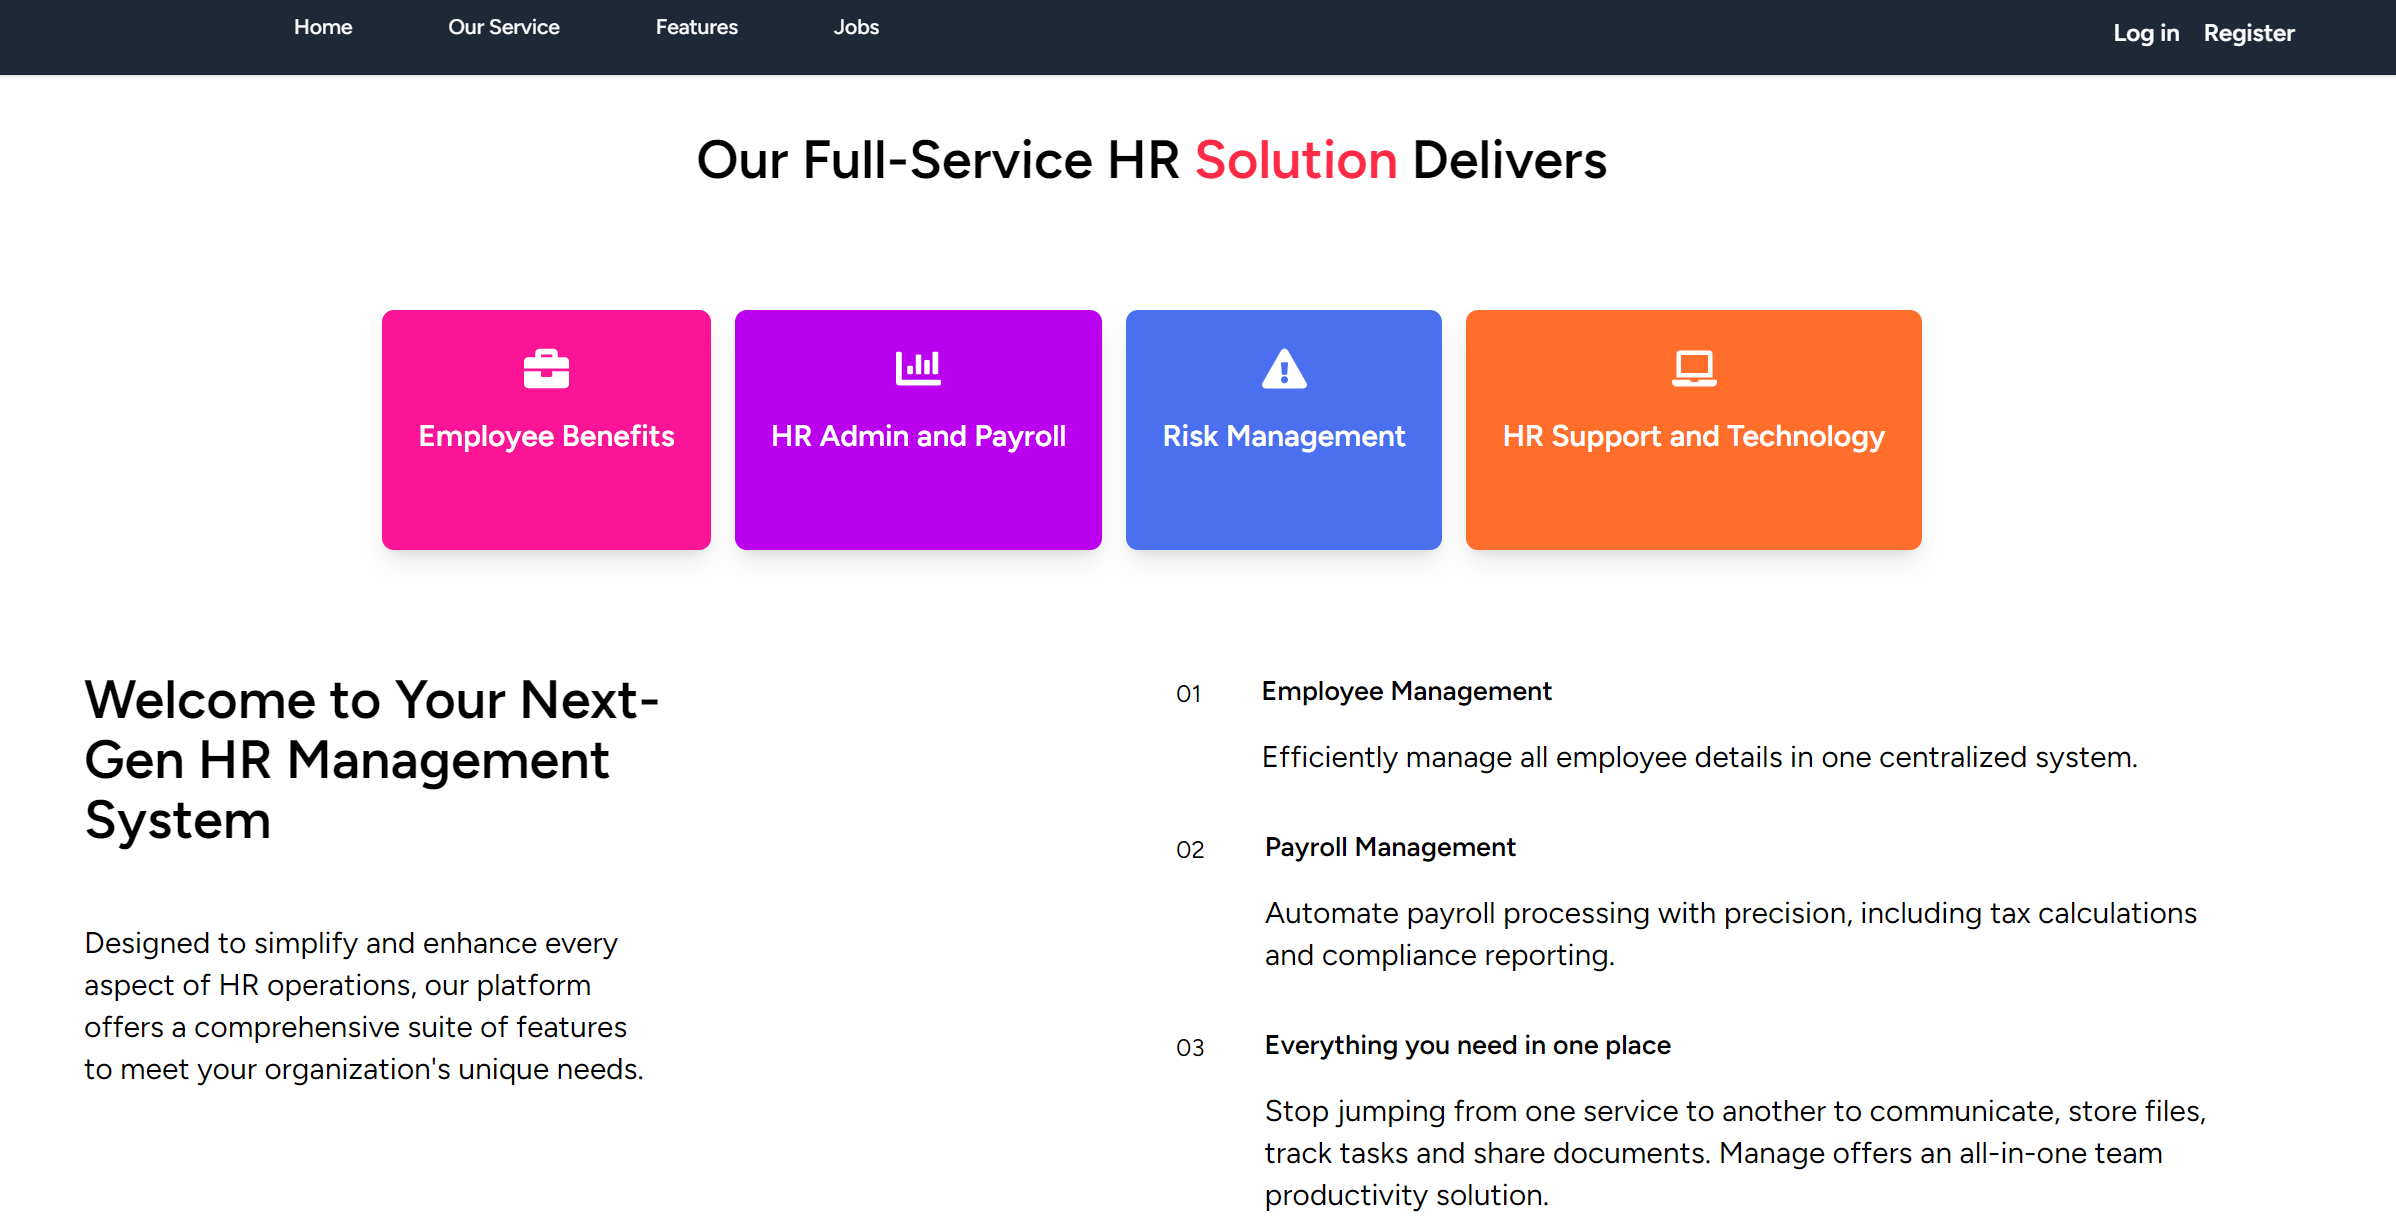 Home Our Service Features Jobs Log in Register
Our Full-Service HR Solution Delivers
Employee Benefits
HR Admin and Payroll
Risk Management
HR Support and Technology
Welcome to Your Next-
Gen HR Management
System
Designed to simplify and enhance every
aspect of HR operations, our platform
offers a comprehensive suite of features
to meet your organization's unique needs.
01 Employee Management
Efficiently manage all employee details in one centralized system.
02 Payroll Management
Automate payroll processing with precision, including tax calculations
and compliance reporting.
03 Everything you need in one place
Stop jumping from one service to another to communicate, store files,
track tasks and share documents. Manage offers an all-in-one team
productivity solution.